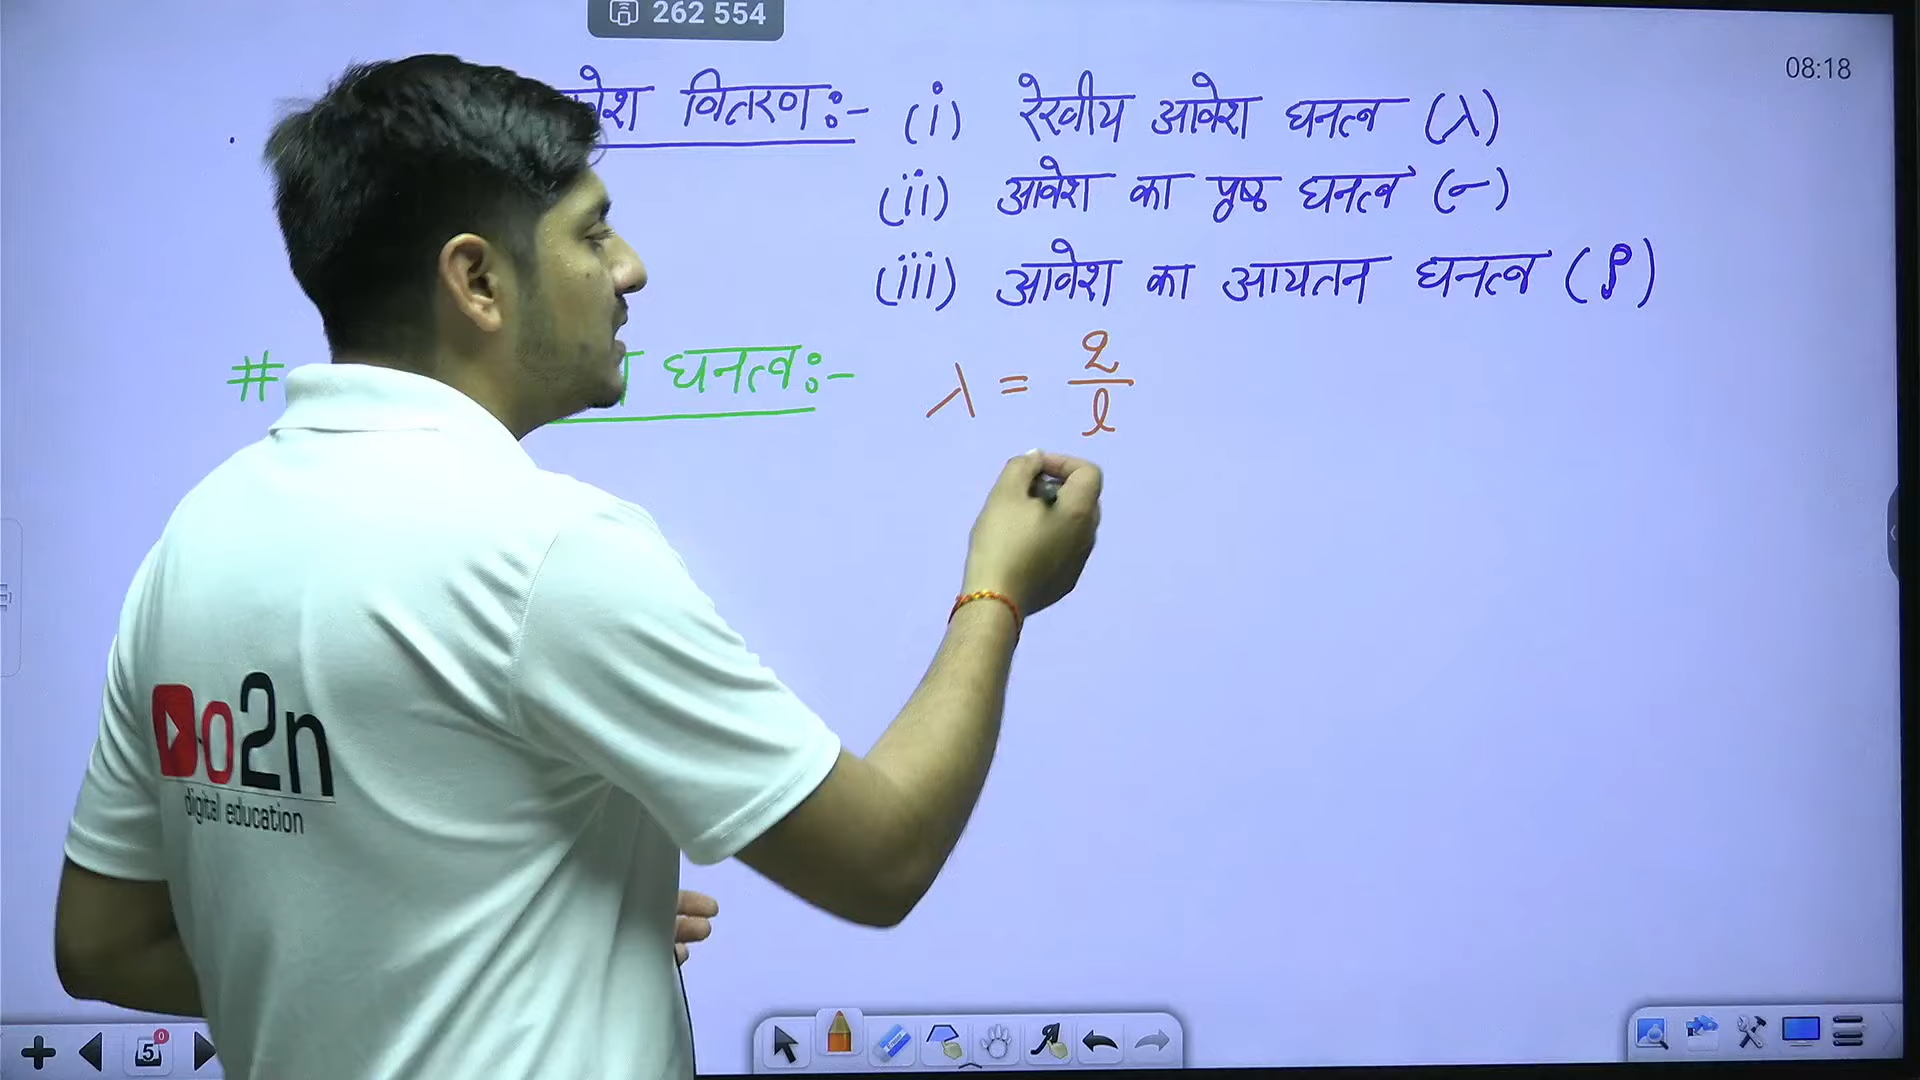 262 554
08:18
वितरण:- (i) रेखीय आवेश घनत्व (λ)
(ii) आवेश का पृष्ठ घनत्व (σ)
(iii) आवेश का आयतन घनत्व (ρ)
# घनत्व:- λ = q/l
o2n
digital education
5
0